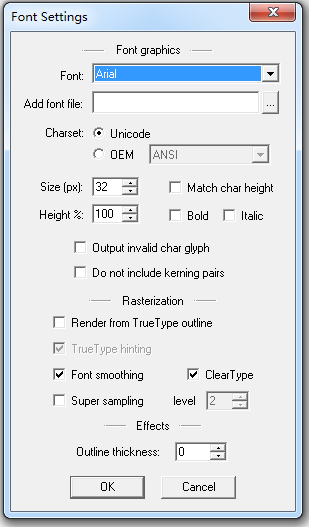 Font Settings
Font graphics
Font: Arial
Add font file: ...
Charset: Unicode
OEM ANSI
Size (px): 32 Match char height
Height %: 100 Bold Italic
Output invalid char glyph
Do not include kerning pairs
Rasterization
Render from TrueType outline
TrueType hinting
Font smoothing ClearType
Super sampling level 2
Effects
Outline thickness: 0
OK Cancel